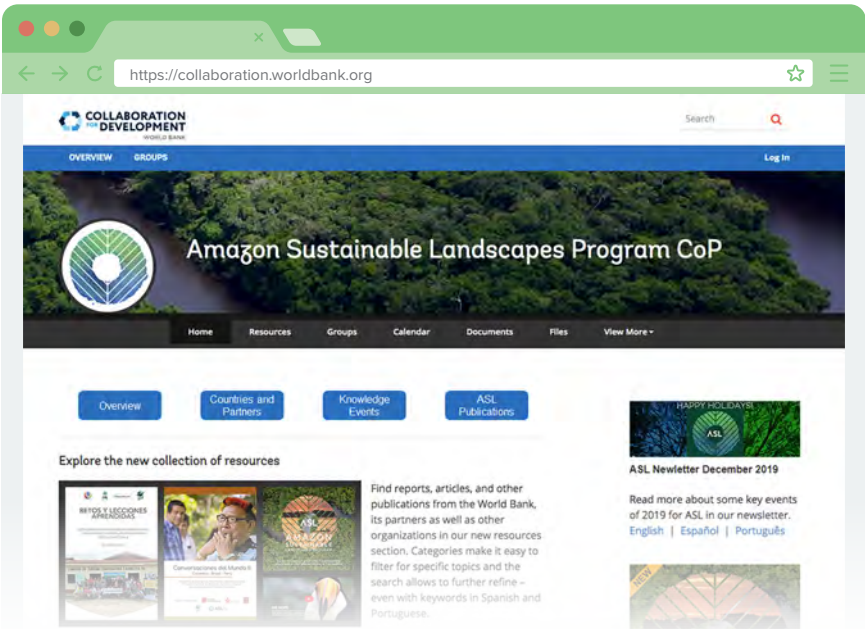 https://collaboration.worldbank.org
COLLABORATION
FOR DEVELOPMENT
WORLD BANK
Search
OVERVIEW GROUPS
Log In
Amazon Sustainable Landscapes Program CoP
Home Resources Groups Calendar Documents Files View More
Overview
Countries and
Partners
Knowledge
Events
ASL
Publications
Explore the new collection of resources
RETOS Y LECCIONES
APRENDIDAS
Conversaciones del Mundo II
ASL
AMAZON
Find reports, articles, and other
publications from the World Bank,
its partners as well as other
organizations in our new resources
section. Categories make it easy to
filter for specific topics and the
search allows to further refine –
even with keywords in Spanish and
Portuguese.
HAPPY HOLIDAYS!
ASL
ASL Newletter December 2019
Read more about some key events
of 2019 for ASL in our newsletter.
English | Español | Português
NEW